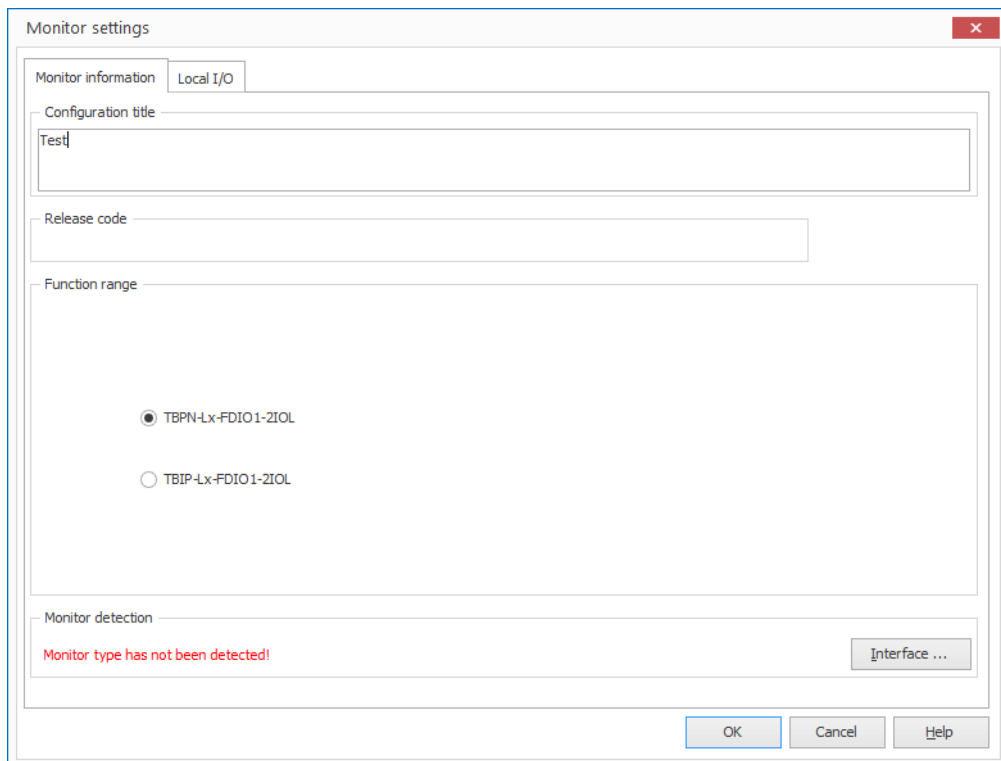 Monitor settings
Monitor information
Local I/O
Configuration title
Test
Release code
Function range
TBPN-Lx-FDIO1-2IOL
TBIP-Lx-FDIO1-2IOL
Monitor detection
Monitor type has not been detected!
Interface ...
OK
Cancel
Help